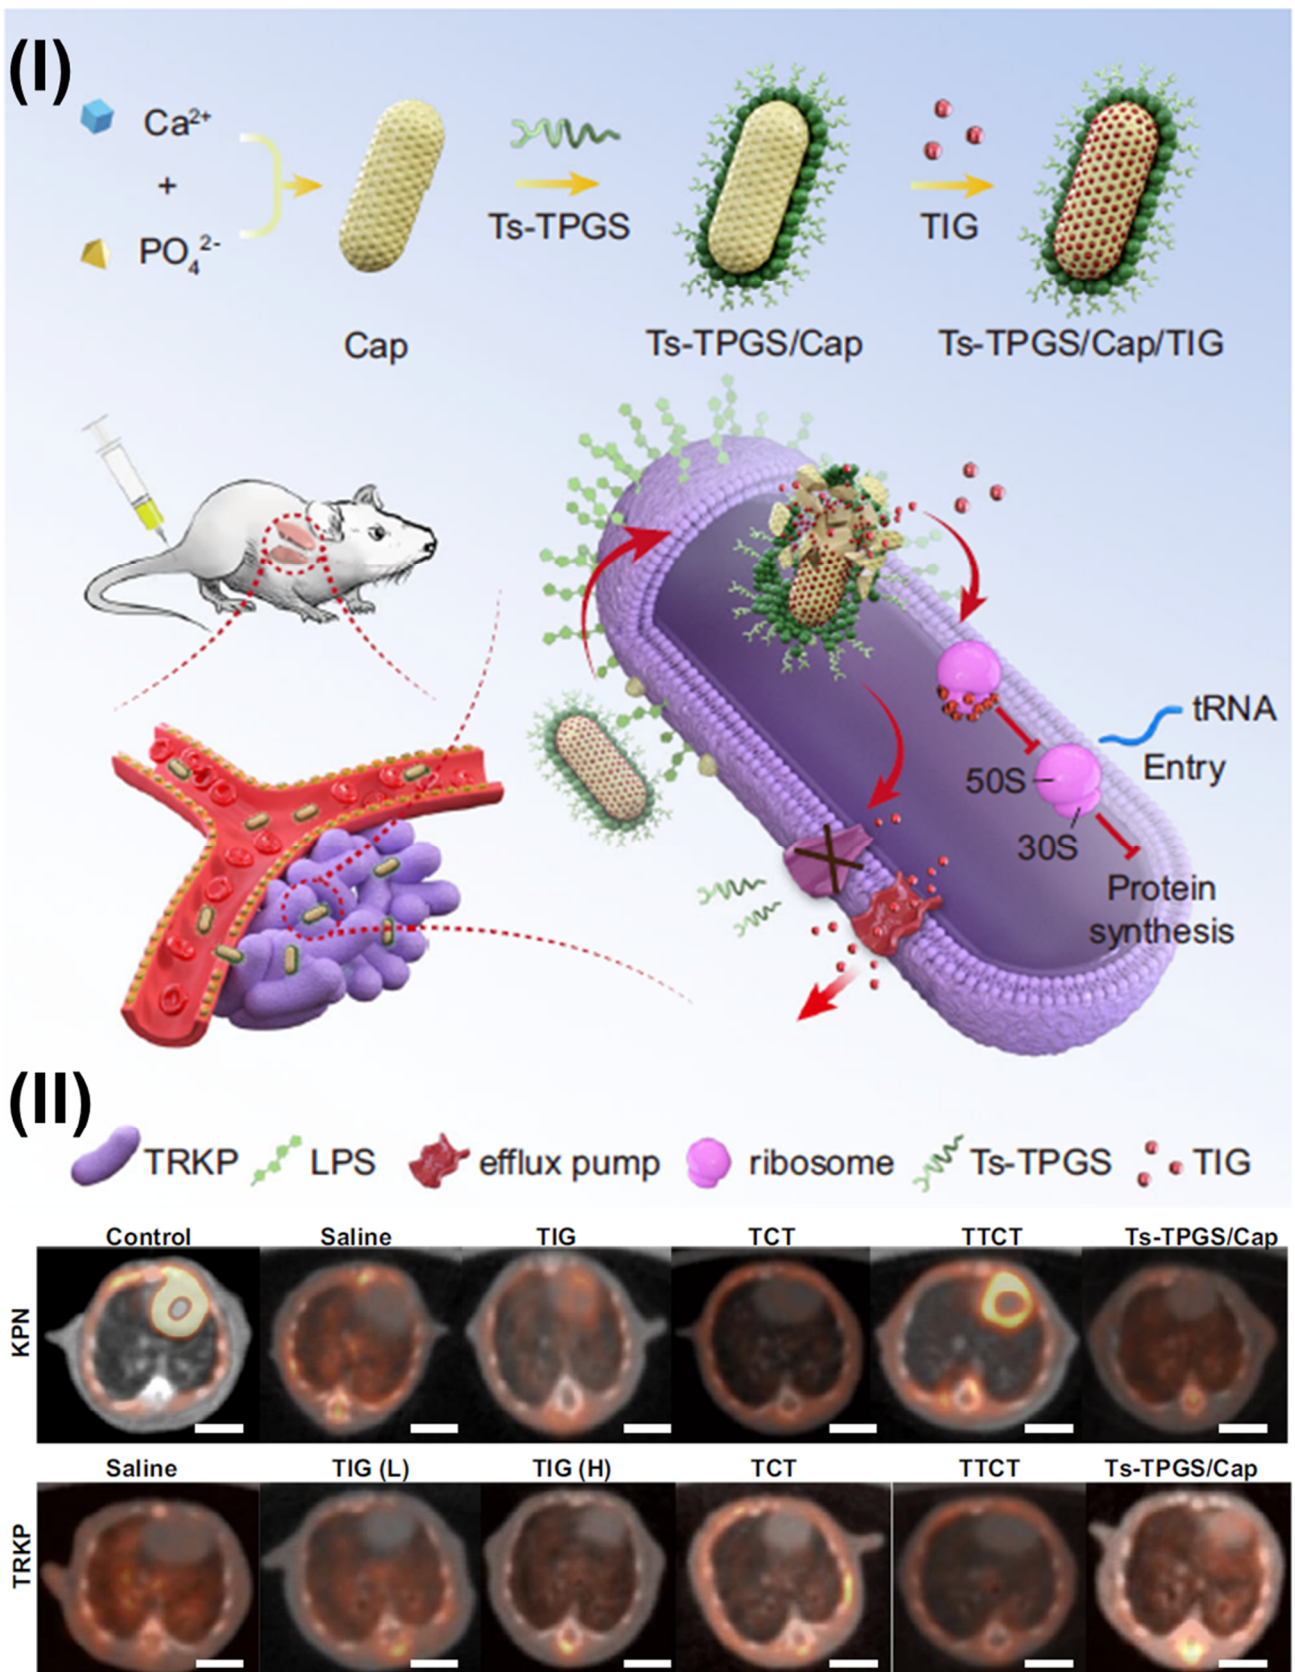 (I)
Ca²⁺
+
PO₄²⁻
Ts-TPGS
TIG
Cap
Ts-TPGS/Cap
Ts-TPGS/Cap/TIG
tRNA
Entry
50S
30S
Protein
synthesis
(II)
TRKP LPS efflux pump ribosome Ts-TPGS TIG
Control Saline TIG TCT TTCT Ts-TPGS/Cap
KPN
Saline TIG (L) TIG (H) TCT TTCT Ts-TPGS/Cap
TRKP